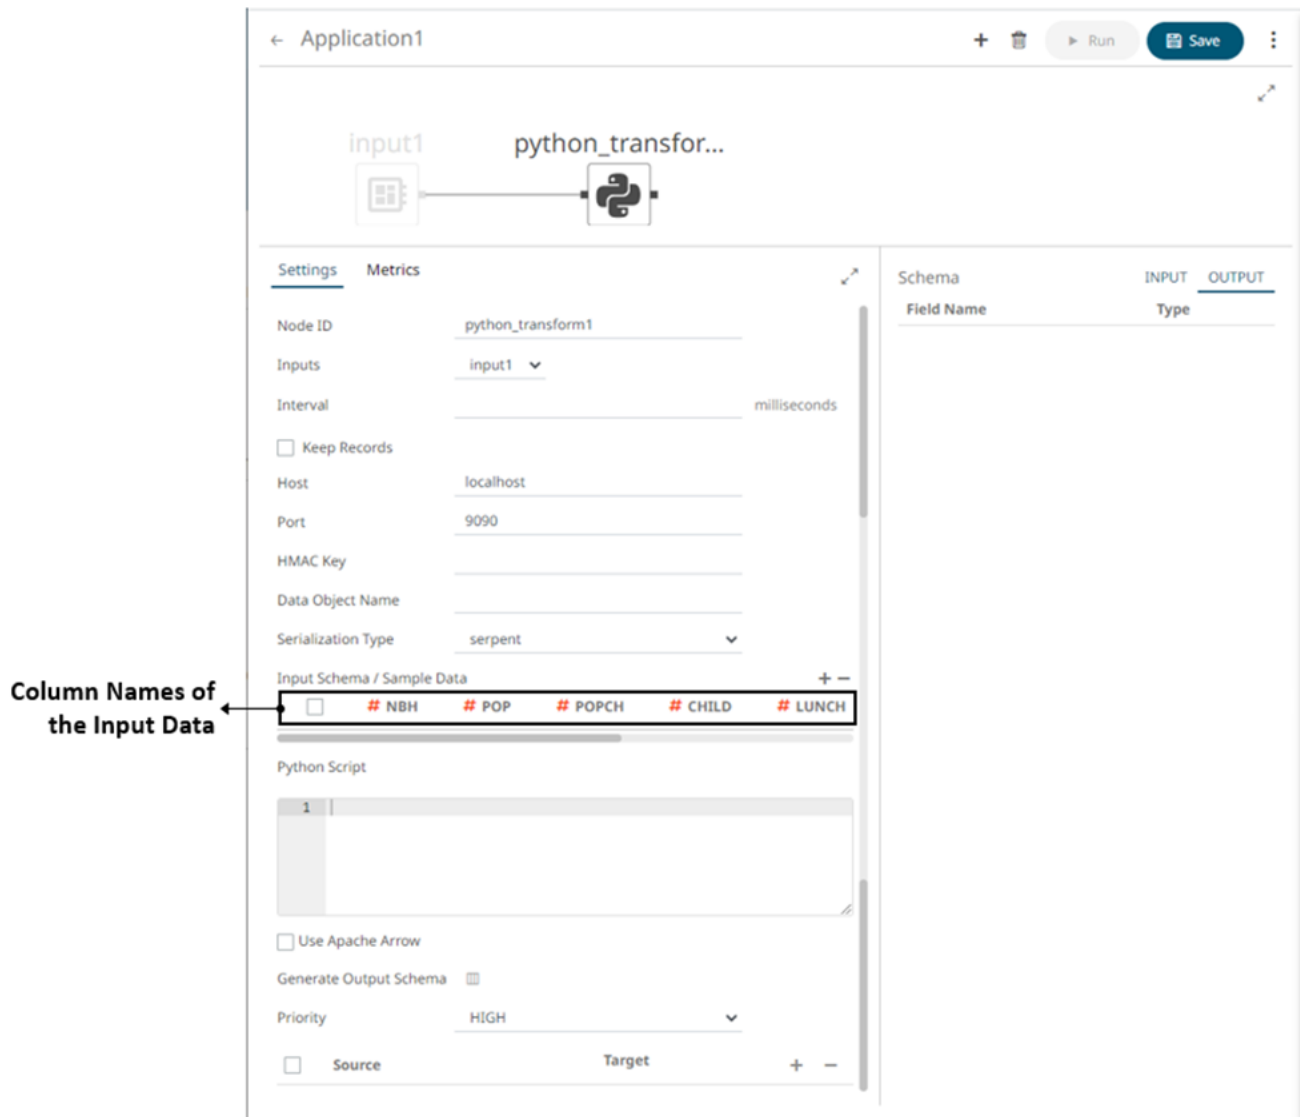 ← Application1
+
Run
Save
input1
python_transfor...
Settings
Metrics
Node ID
python_transform1
Inputs
input1
Interval
milliseconds
Keep Records
Host
localhost
Port
9090
HMAC Key
Data Object Name
Serialization Type
serpent
Input Schema / Sample Data
+ −
Column Names of
the Input Data
# NBH
# POP
# POPCH
# CHILD
# LUNCH
Python Script
1
Use Apache Arrow
Generate Output Schema
Priority
HIGH
Source
Target
+ −
Schema
INPUT
OUTPUT
Field Name
Type